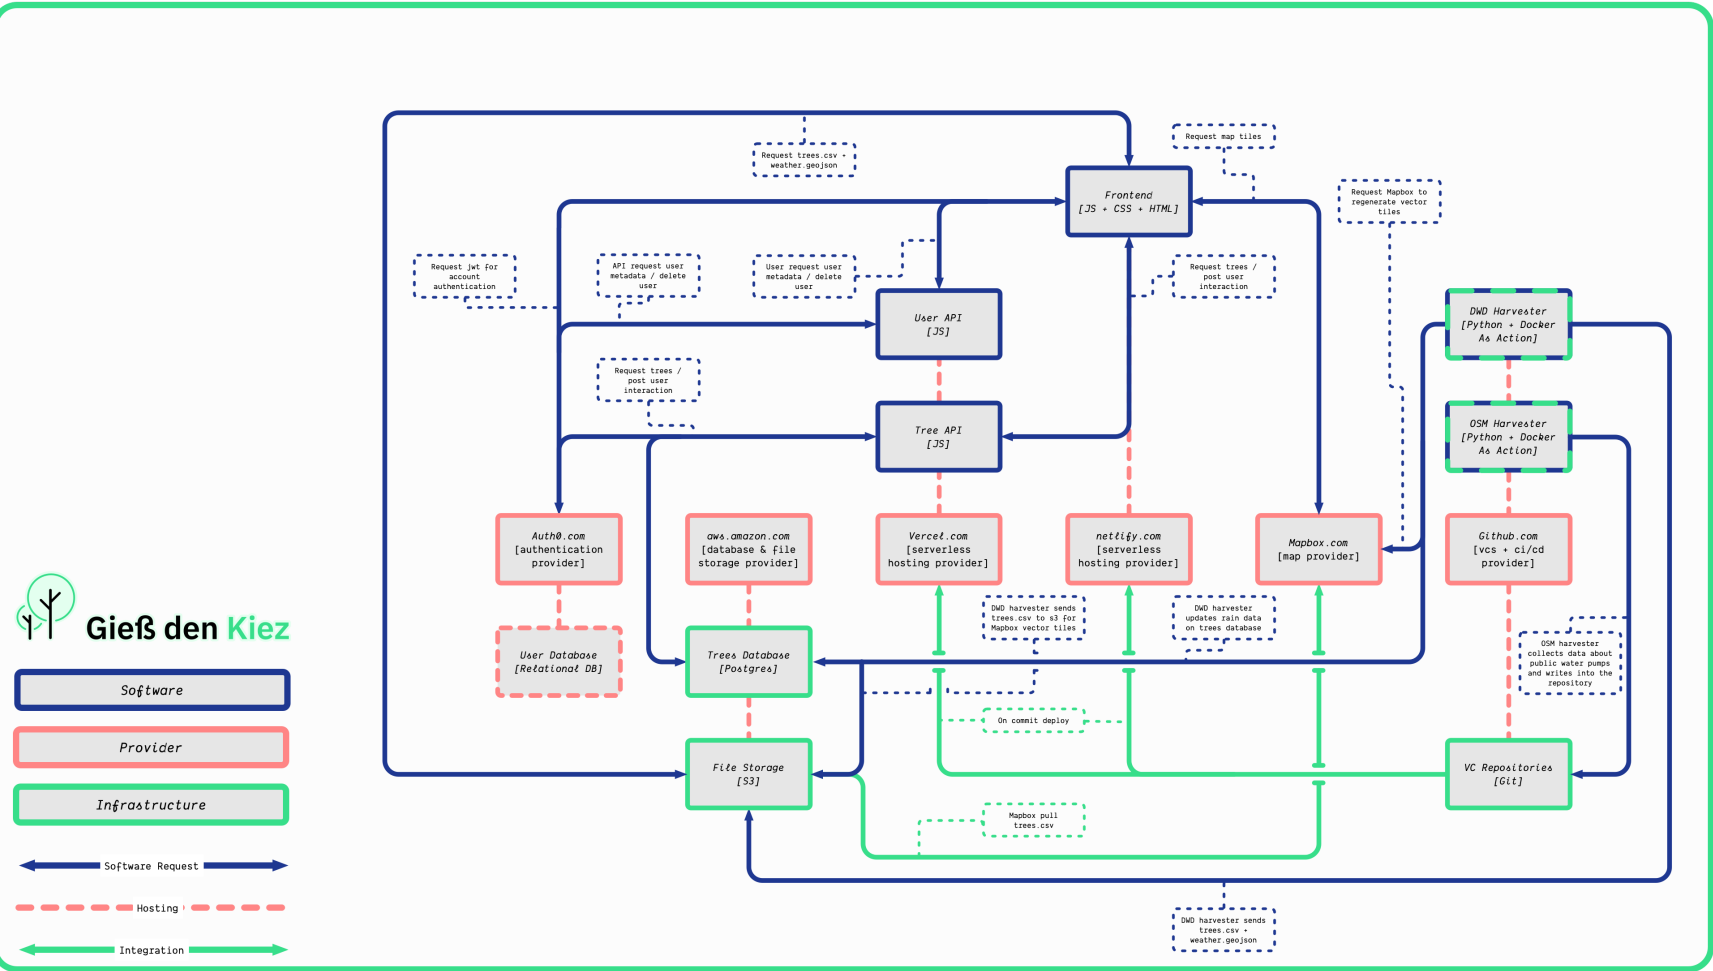 Request trees.csv +
weather.geojson
Request map tiles
Request Mapbox to
regenerate vector
tiles
Frontend
[JS + CSS + HTML]
Request jwt for
account
authentication
API request user
metadata / delete
user
User request user
metadata / delete
user
Request trees /
post user
interaction
User API
[JS]
DWD Harvester
[Python + Docker
As Action]
Request trees /
post user
interaction
Tree API
[JS]
OSM Harvester
[Python + Docker
As Action]
Auth0.com
[authentication
provider]
aws.amazon.com
[database & file
storage provider]
Vercel.com
[serverless
hosting provider]
netlify.com
[serverless
hosting provider]
Mapbox.com
[map provider]
Github.com
[vcs + ci/cd
provider]
DWD harvester sends
trees.csv to s3 for
Mapbox vector tiles
DWD harvester
updates rain data
on trees database
User Database
[Relational DB]
Trees Database
[Postgres]
OSM harvester
collects data about
public water pumps
and writes into the
repository
On commit deploy
File Storage
[S3]
VC Repositories
[Git]
Mapbox pull
trees.csv
DWD harvester sends
trees.csv +
weather.geojson
Gieß den Kiez
Software
Provider
Infrastructure
Software Request
Hosting
Integration